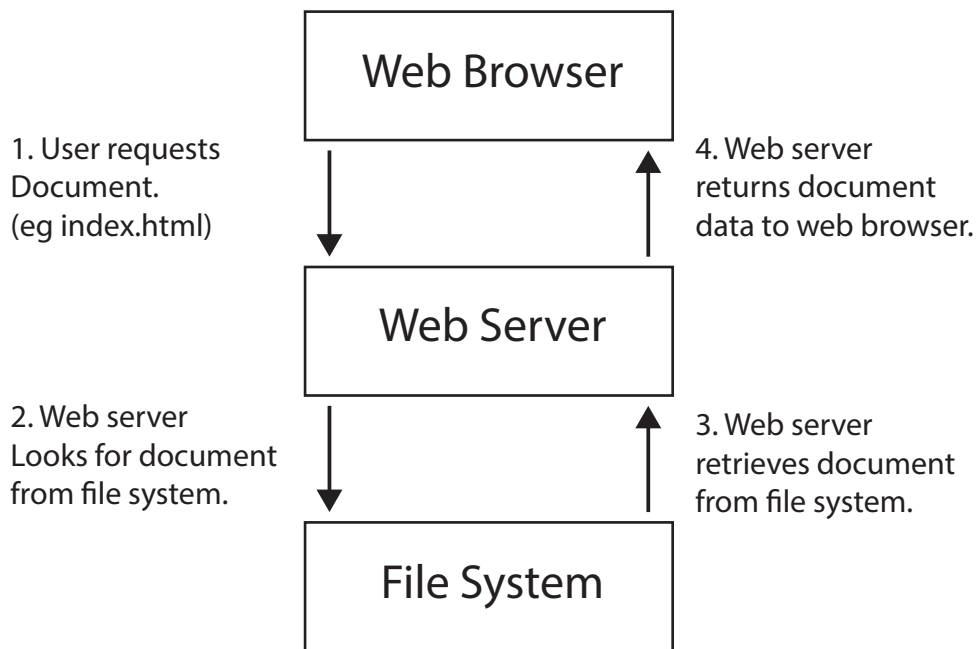 Web Browser
1. User requests
Document.
(eg index.html)
4. Web server
returns document
data to web browser.
Web Server
2. Web server
Looks for document
from file system.
3. Web server
retrieves document
from file system.
File System